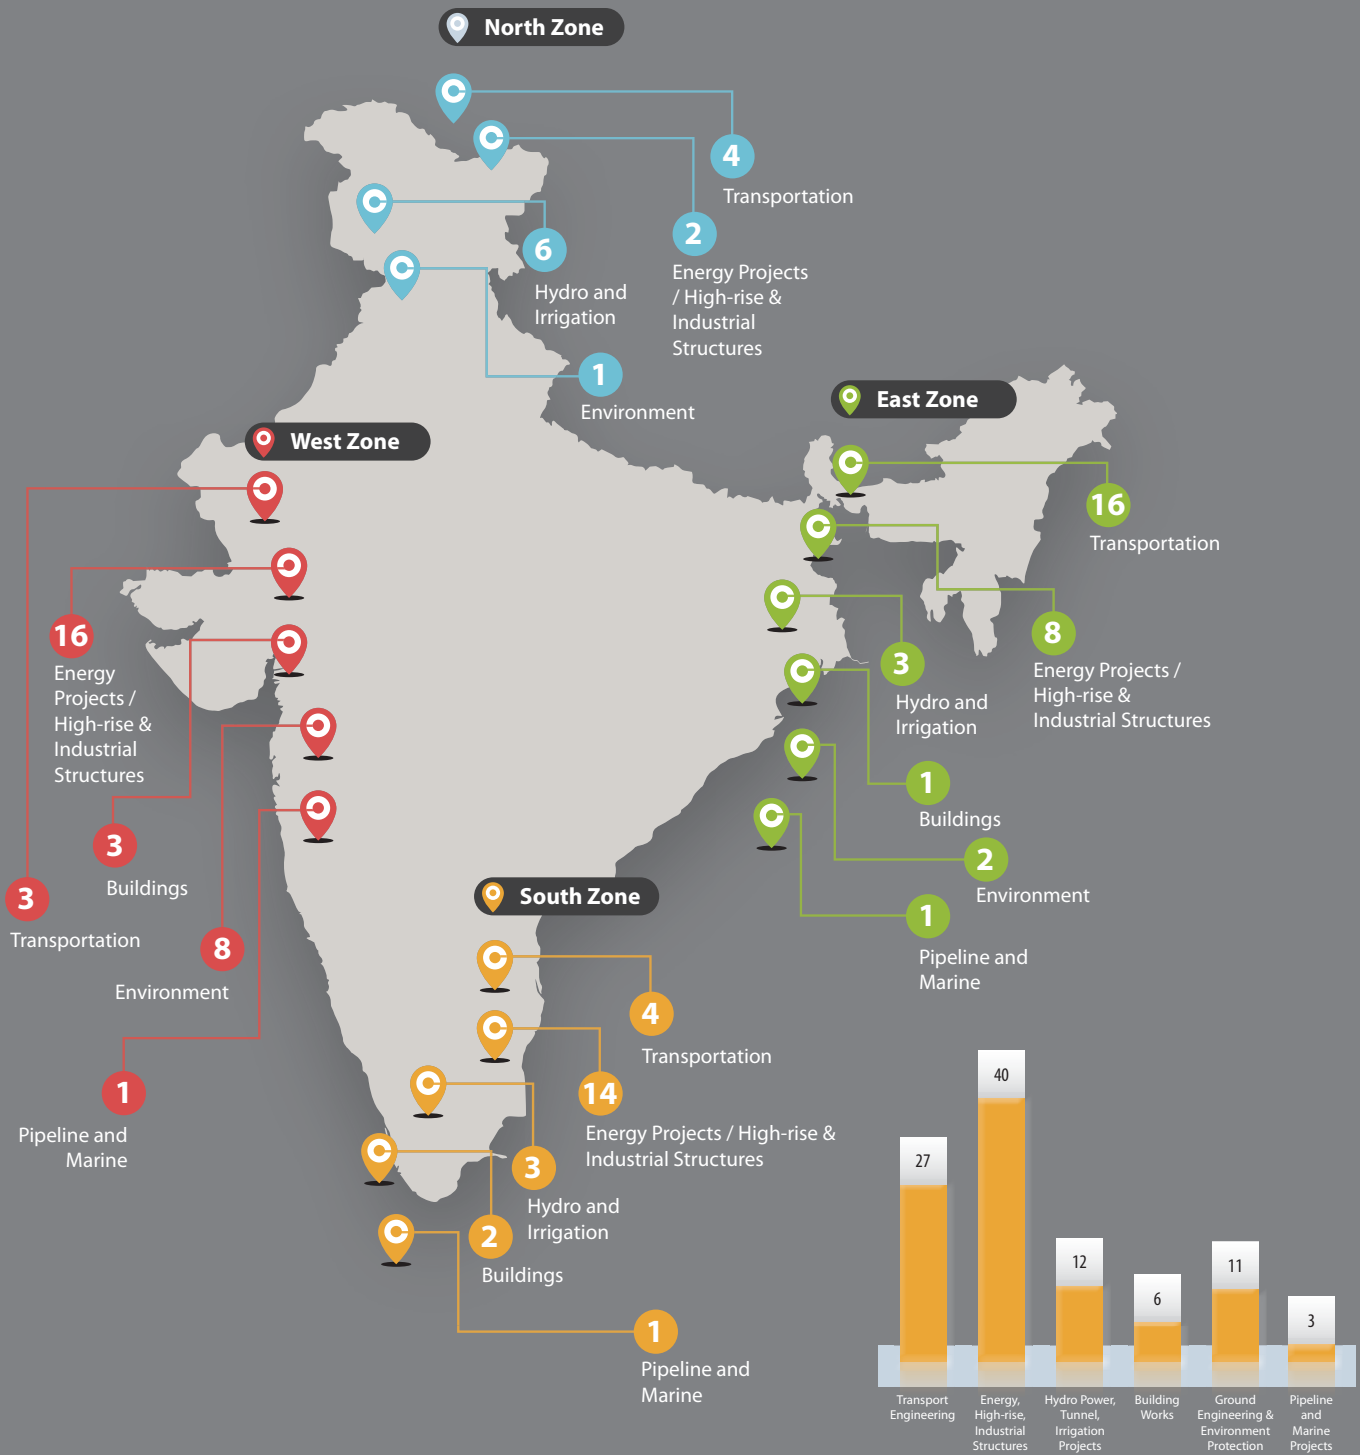 North Zone
4
Transportation
2
Energy Projects
/ High-rise &
Industrial
Structures
6
Hydro and
Irrigation
1
Environment
West Zone
3
Transportation
16
Energy
Projects /
High-rise &
Industrial
Structures
3
Buildings
8
Environment
1
Pipeline and
Marine
East Zone
16
Transportation
8
Energy Projects /
High-rise &
Industrial Structures
3
Hydro and
Irrigation
1
Buildings
2
Environment
1
Pipeline and
Marine
South Zone
4
Transportation
14
Energy Projects / High-rise &
Industrial Structures
3
Hydro and
Irrigation
2
Buildings
1
Pipeline and
Marine
27
40
12
6
11
3
Transport
Engineering
Energy,
High-rise,
Industrial
Structures
Hydro Power,
Tunnel,
Irrigation
Projects
Building
Works
Ground
Engineering &
Environment
Protection
Pipeline
and
Marine
Projects